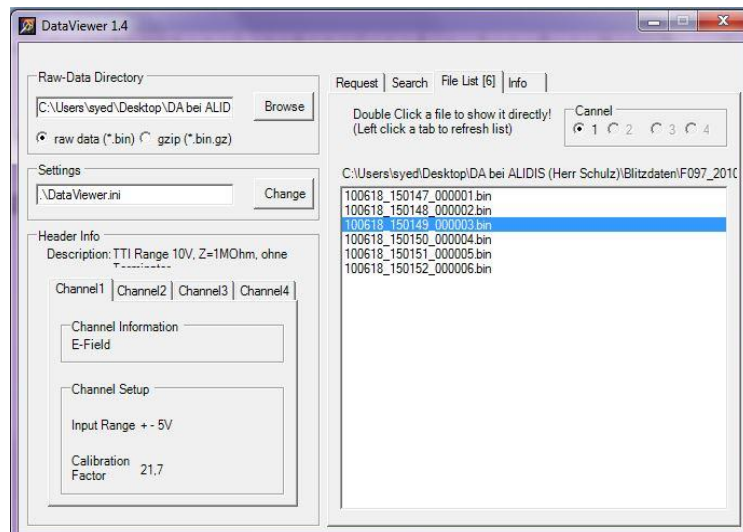 DataViewer 1.4
Raw-Data Directory
C:\Users\syed\Desktop\DA bei ALID
Browse
raw data (*.bin) gzip (*.bin.gz)
Settings
.\DataViewer.ini
Change
Header Info
Description: TTI Range 10V, Z=1MOhm, ohne
Channel1 Channel2 Channel3 Channel4
Channel Information
E-Field
Channel Setup
Input Range + - 5V
Calibration
Factor 21,7
Request Search File List [6] Info
Double Click a file to show it directly!
(Left click a tab to refresh list)
Cannel
1 2 3 4
C:\Users\syed\Desktop\DA bei ALIDIS (Herr Schulz)\Blitzdaten\F097_2010
100618_150147_000001.bin
100618_150148_000002.bin
100618_150149_000003.bin
100618_150150_000004.bin
100618_150151_000005.bin
100618_150152_000006.bin